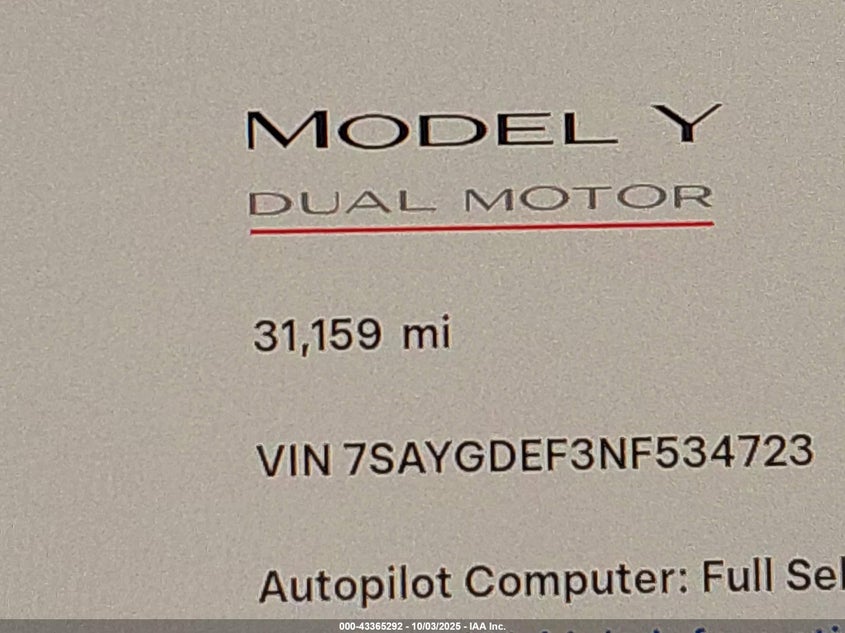 MODEL Y
DUAL MOTOR
31,159 mi
VIN 7SAYGDEF3NF534723
Autopilot Computer: Full Sel
000-43365292 - 10/03/2025 - IAA Inc.